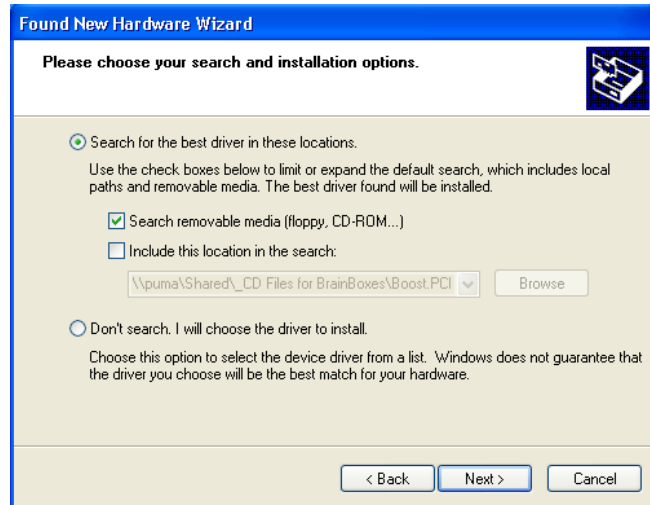 Found New Hardware Wizard
Please choose your search and installation options.
Search for the best driver in these locations.
Use the check boxes below to limit or expand the default search, which includes local
paths and removable media. The best driver found will be installed.
Search removable media (floppy, CD-ROM...)
Include this location in the search:
\\puma\Shared\_CD Files for BrainBoxes\Boost.PCI
Browse
Don't search. I will choose the driver to install.
Choose this option to select the device driver from a list. Windows does not guarantee that
the driver you choose will be the best match for your hardware.
< Back
Next >
Cancel